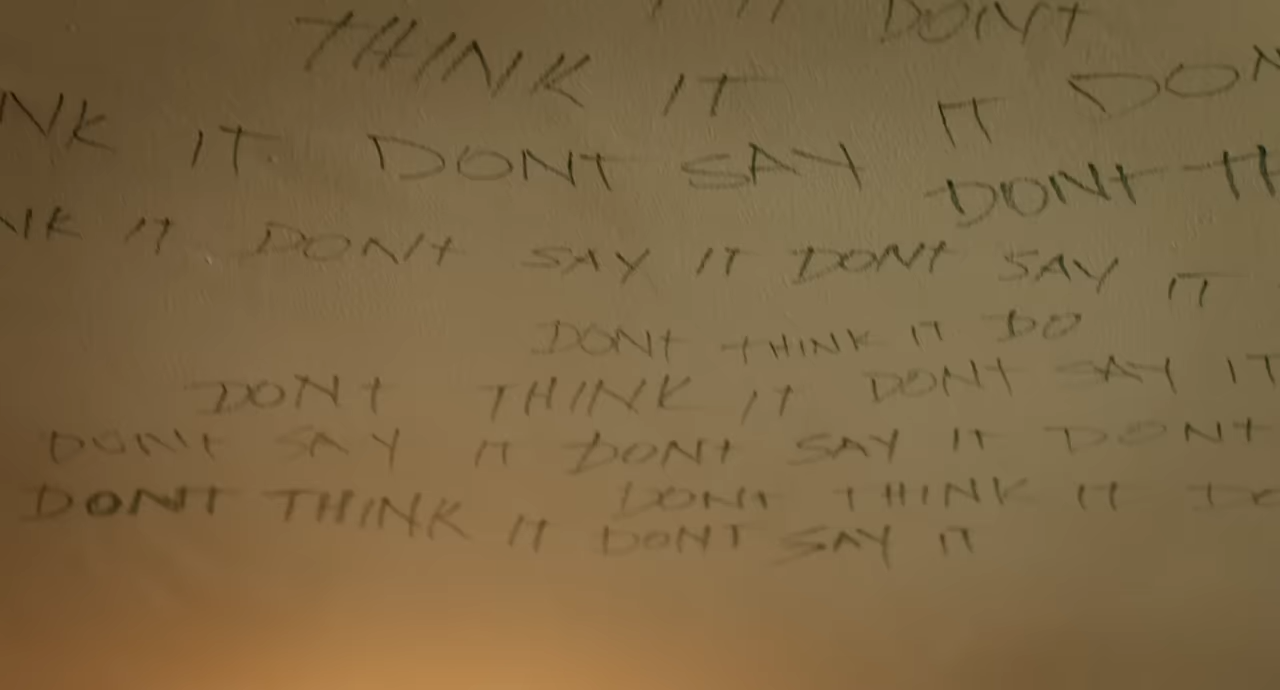 DONT
THINK IT
IT DON
NK IT DONT SAY
DONT TH
NK IT DONT SAY IT DONT SAY IT
DONT THINK IT DO
DONT THINK IT DONT SAY IT
DONT SAY IT DONT SAY IT DONT
DONT THINK IT DO
DONT THINK IT DONT SAY IT